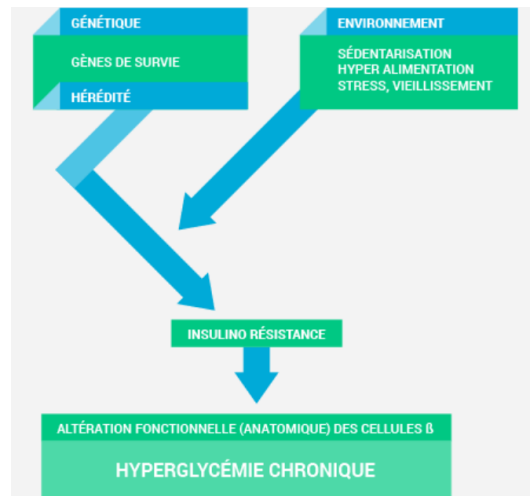 GÉNÉTIQUE
GÈNES DE SURVIE
HÉRÉDITÉ
ENVIRONNEMENT
SÉDENTARISATION
HYPER ALIMENTATION
STRESS, VIEILLISSEMENT
INSULINO RÉSISTANCE
ALTÉRATION FONCTIONNELLE (ANATOMIQUE) DES CELLULES ß
HYPERGLYCÉMIE CHRONIQUE